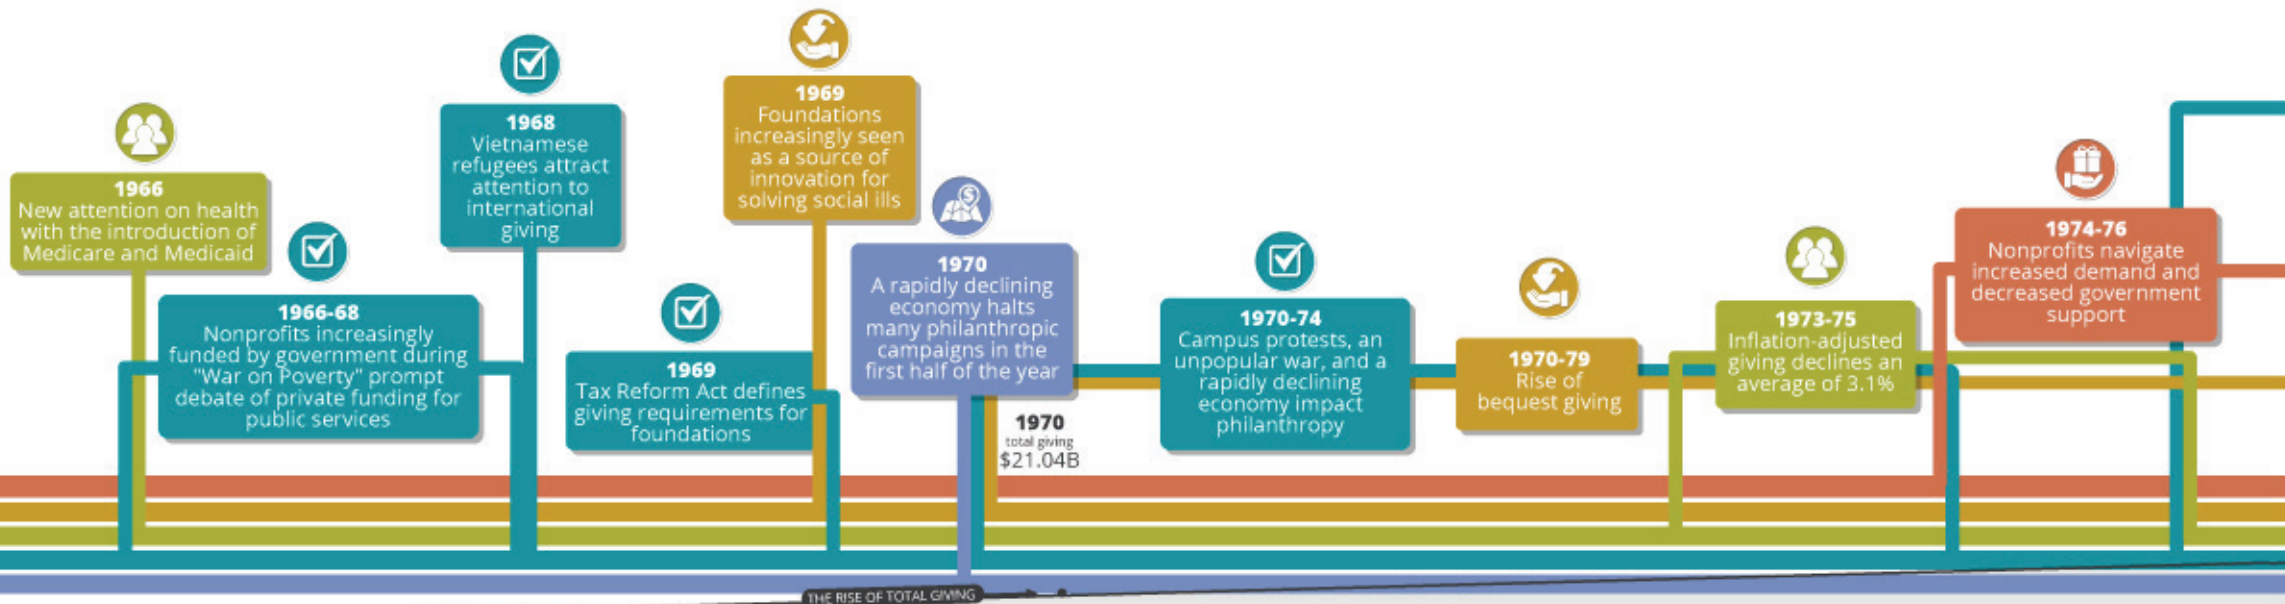 1966
New attention on health
with the introduction of
Medicare and Medicaid
1966-68
Nonprofits increasingly
funded by government during
"War on Poverty" prompt
debate of private funding for
public services
1968
Vietnamese
refugees attract
attention to
international
giving
1969
Tax Reform Act defines
giving requirements for
foundations
1969
Foundations
increasingly seen
as a source of
innovation for
solving social ills
1970
A rapidly declining
economy halts
many philanthropic
campaigns in the
first half of the year
1970
total giving
$21.04B
1970-74
Campus protests, an
unpopular war, and a
rapidly declining
economy impact
philanthropy
1970-79
Rise of
bequest giving
1973-75
Inflation-adjusted
giving declines an
average of 3.1%
1974-76
Nonprofits navigate
increased demand and
decreased government
support
THE RISE OF TOTAL GIVING